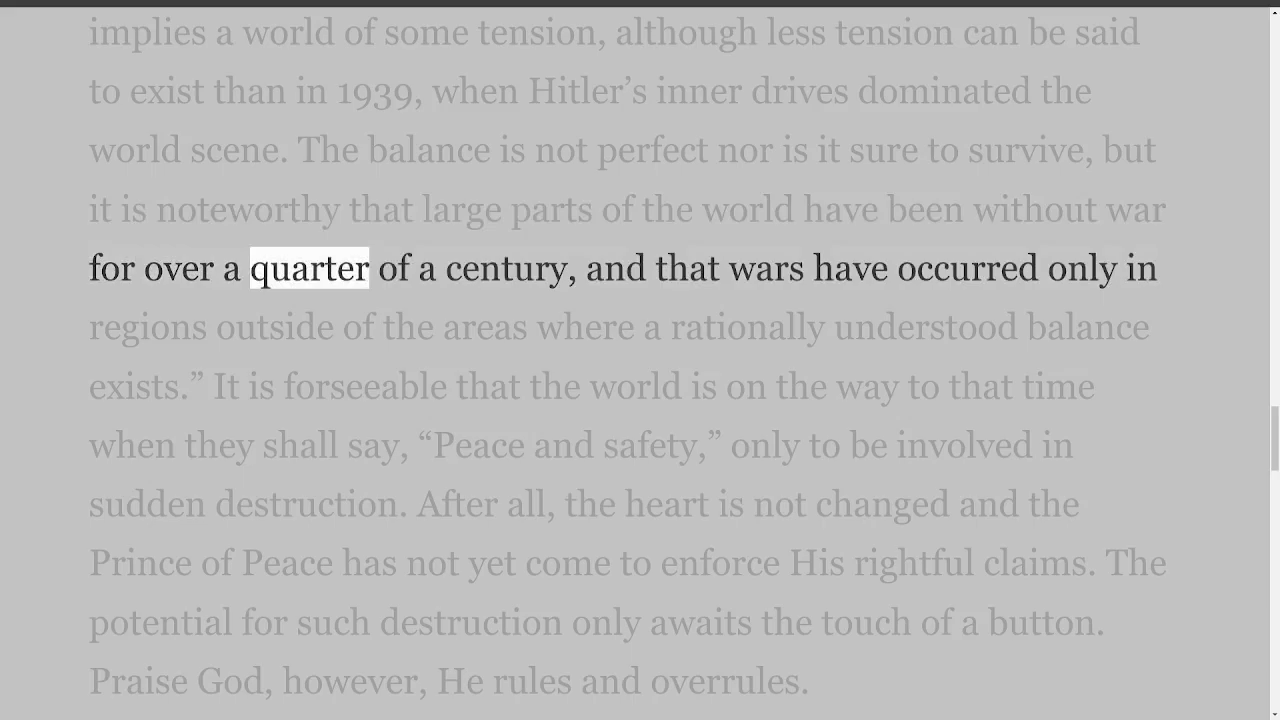 implies a world of some tension, although less tension can be said
to exist than in 1939, when Hitler’s inner drives dominated the
world scene. The balance is not perfect nor is it sure to survive, but
it is noteworthy that large parts of the world have been without war
for over a quarter of a century, and that wars have occurred only in
regions outside of the areas where a rationally understood balance
exists.” It is forseeable that the world is on the way to that time
when they shall say, “Peace and safety,” only to be involved in
sudden destruction. After all, the heart is not changed and the
Prince of Peace has not yet come to enforce His rightful claims. The
potential for such destruction only awaits the touch of a button.
Praise God, however, He rules and overrules.